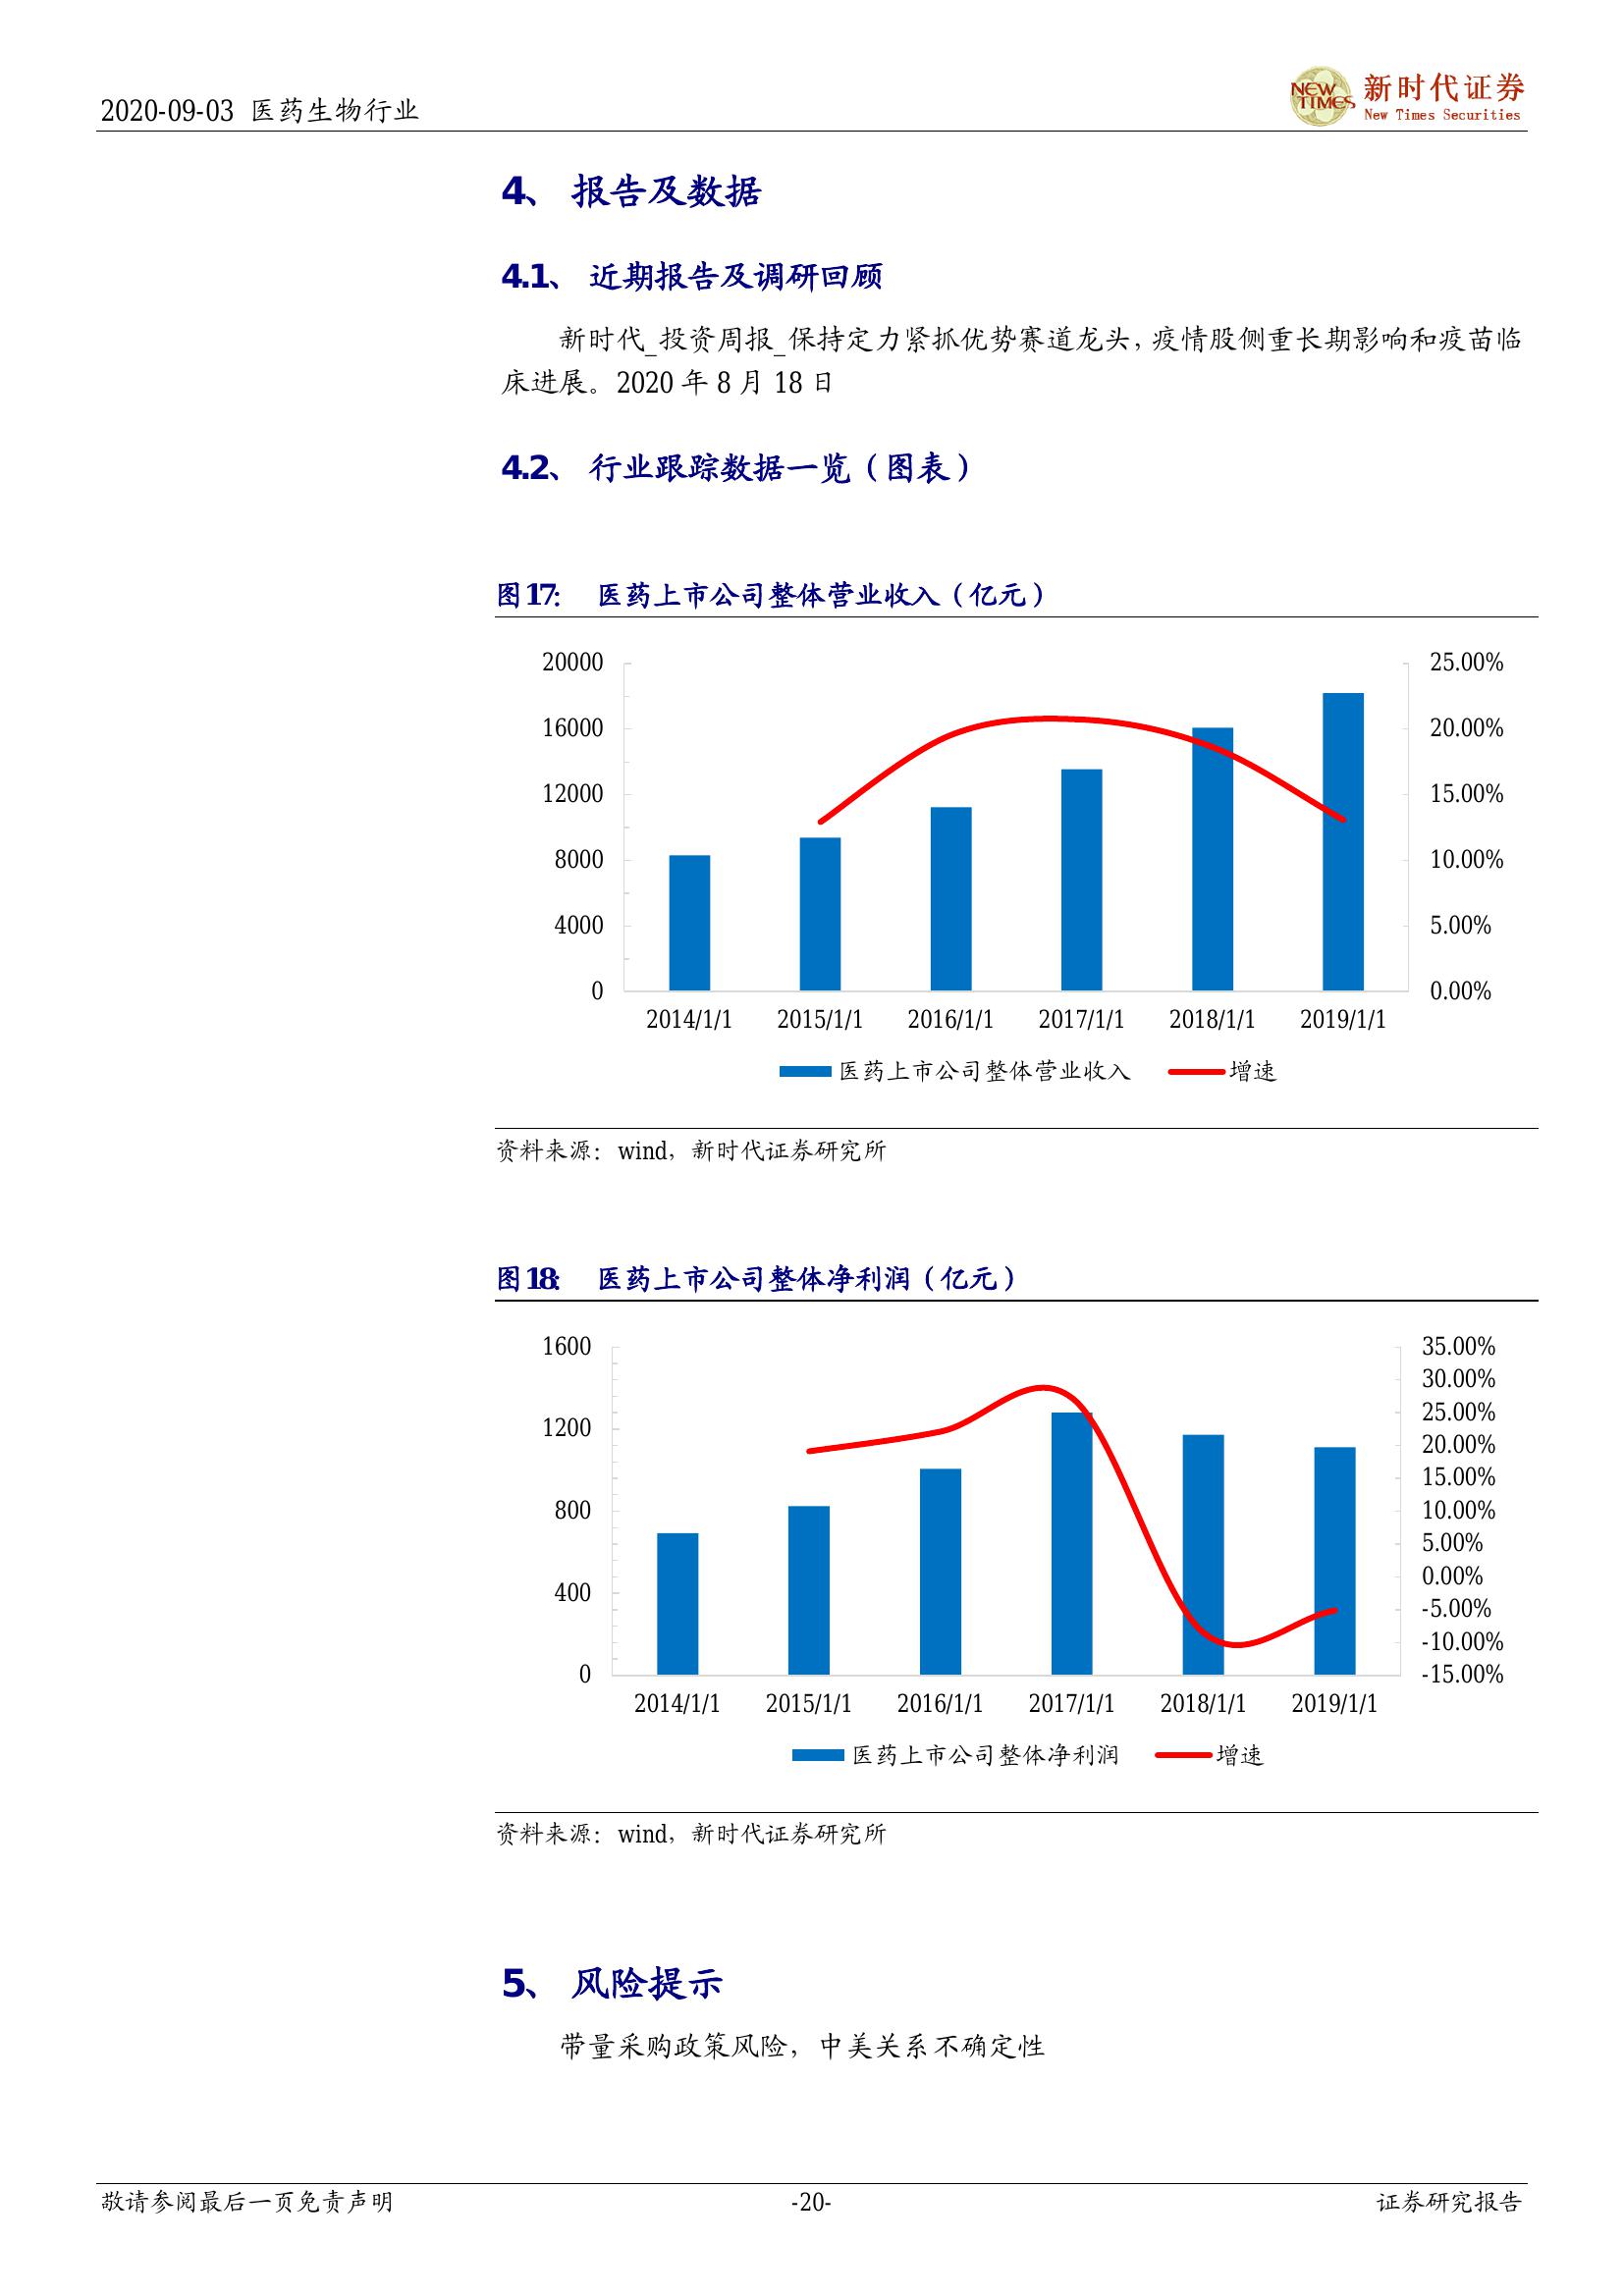 2020-09-03 医药生物行业
NEW TIMES 新时代证券
New Times Securities
4、 报告及数据
4.1、 近期报告及调研回顾
新时代_投资周报_保持定力紧抓优势赛道龙头，疫情股侧重长期影响和疫苗临
床进展。2020 年 8 月 18 日
4.2、 行业跟踪数据一览（图表）
图17： 医药上市公司整体营业收入（亿元）
20000 25.00%
16000 20.00%
12000 15.00%
8000 10.00%
4000 5.00%
0 0.00%
2014/1/1 2015/1/1 2016/1/1 2017/1/1 2018/1/1 2019/1/1
医药上市公司整体营业收入 增速
资料来源：wind，新时代证券研究所
图18： 医药上市公司整体净利润（亿元）
1600 35.00%
30.00%
25.00%
1200 20.00%
15.00%
800 10.00%
5.00%
0.00%
400 -5.00%
-10.00%
0 -15.00%
2014/1/1 2015/1/1 2016/1/1 2017/1/1 2018/1/1 2019/1/1
医药上市公司整体净利润 增速
资料来源：wind，新时代证券研究所
5、 风险提示
带量采购政策风险，中美关系不确定性
敬请参阅最后一页免责声明 -20- 证券研究报告